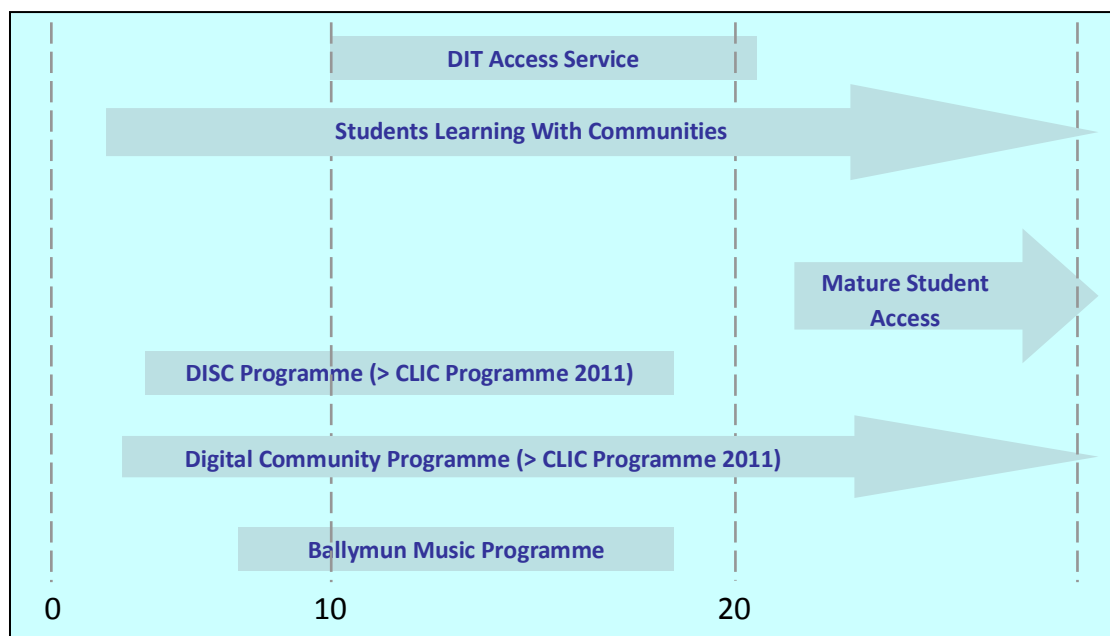 DIT Access Service
Students Learning With Communities
Mature Student
Access
DISC Programme (> CLIC Programme 2011)
Digital Community Programme (> CLIC Programme 2011)
Ballymun Music Programme
0 10 20